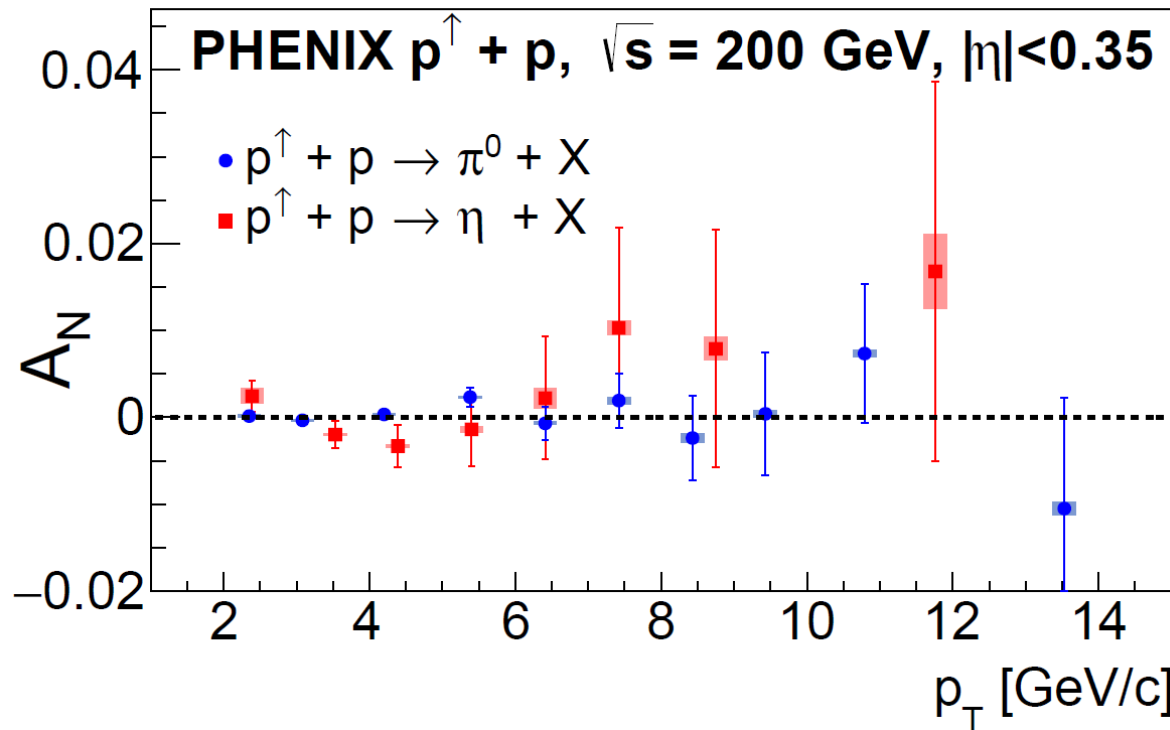 PHENIX p↑ + p, √s = 200 GeV, |η|<0.35
p↑ + p → π⁰ + X
p↑ + p → η + X
A_N
0.04
0.02
0
−0.02
2 4 6 8 10 12 14
p_T [GeV/c]